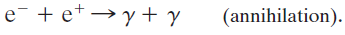 e⁻ + e⁺ → γ + γ (annihilation).